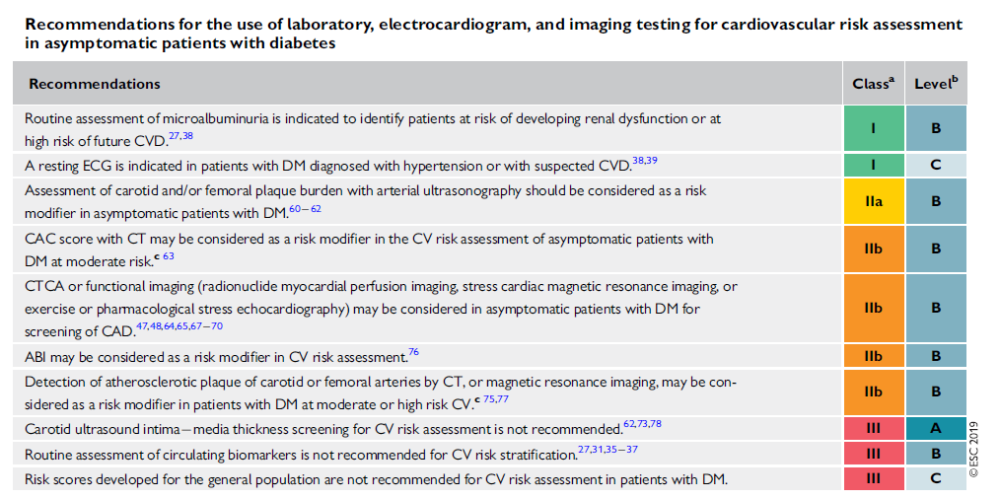 Recommendations for the use of laboratory, electrocardiogram, and imaging testing for cardiovascular risk assessment
in asymptomatic patients with diabetes
Recommendations Classᵃ Levelᵇ
Routine assessment of microalbuminuria is indicated to identify patients at risk of developing renal dysfunction or at
high risk of future CVD.27,38 I B
A resting ECG is indicated in patients with DM diagnosed with hypertension or with suspected CVD.38,39 I C
Assessment of carotid and/or femoral plaque burden with arterial ultrasonography should be considered as a risk
modifier in asymptomatic patients with DM.60−62 IIa B
CAC score with CT may be considered as a risk modifier in the CV risk assessment of asymptomatic patients with
DM at moderate risk.c 63 IIb B
CTCA or functional imaging (radionuclide myocardial perfusion imaging, stress cardiac magnetic resonance imaging, or
exercise or pharmacological stress echocardiography) may be considered in asymptomatic patients with DM for
screening of CAD.47,48,64,65,67−70 IIb B
ABI may be considered as a risk modifier in CV risk assessment.76 IIb B
Detection of atherosclerotic plaque of carotid or femoral arteries by CT, or magnetic resonance imaging, may be con-
sidered as a risk modifier in patients with DM at moderate or high risk CV.c 75,77 IIb B
Carotid ultrasound intima−media thickness screening for CV risk assessment is not recommended.62,73,78 III A
Routine assessment of circulating biomarkers is not recommended for CV risk stratification.27,31,35−37 III B
Risk scores developed for the general population are not recommended for CV risk assessment in patients with DM. III C
© ESC 2019